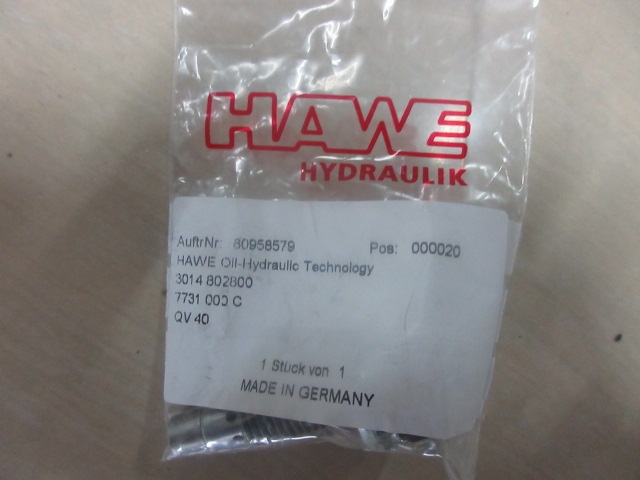 HAWE
HYDRAULIK
AuftrNr: 80958579 Pos: 000020
HAWE Oil-Hydraulic Technology
3014 802800
7731 000 C
QV 40
1 Stück von 1
MADE IN GERMANY